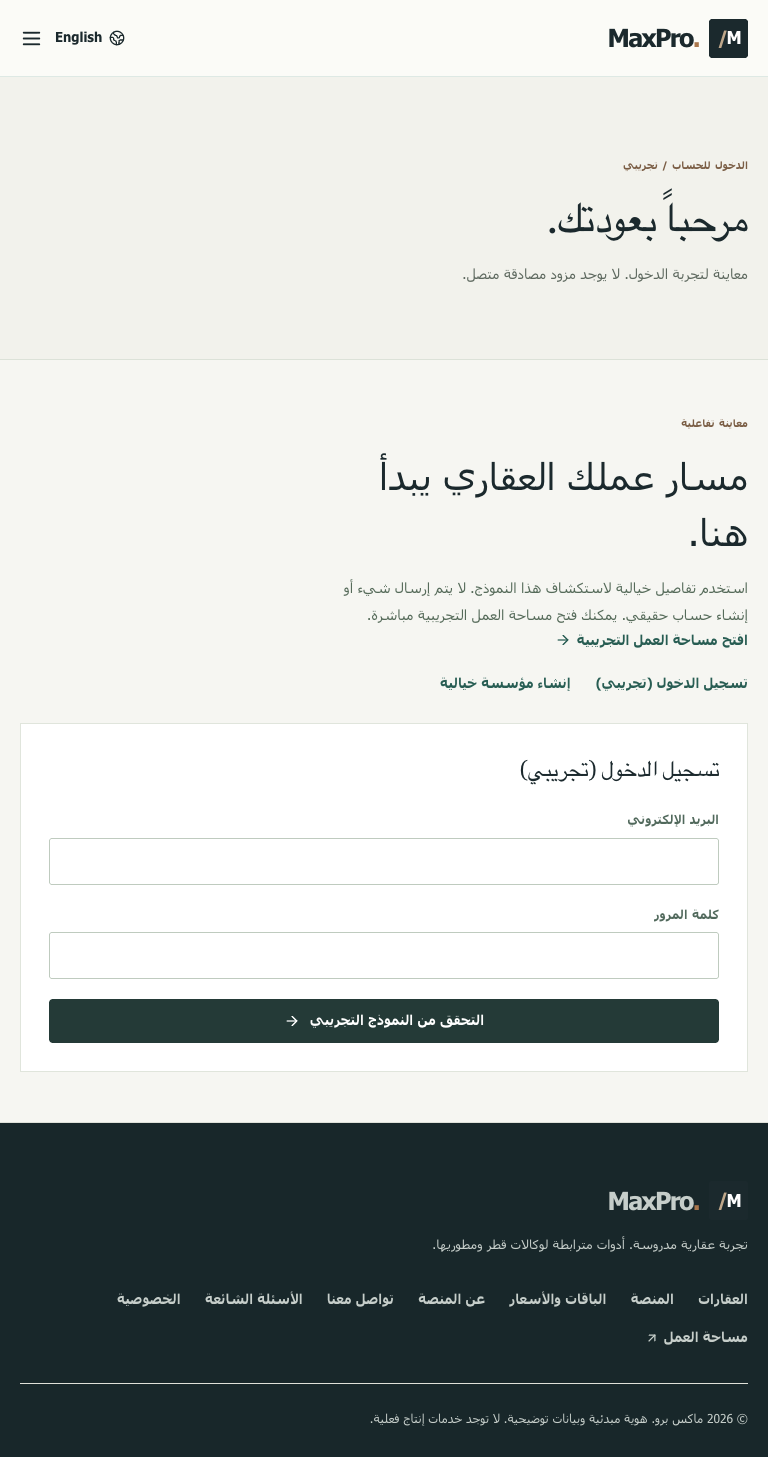 /M MaxPro.
English
الدخول للحساب / تجريبي
مرحباً بعودتك.
معاينة لتجربة الدخول. لا يوجد مزود مصادقة متصل.
معاينة تفاعلية
مسار عملك العقاري يبدأ
هنا.
استخدم تفاصيل خيالية لاستكشاف هذا النموذج. لا يتم إرسال شيء أو
إنشاء حساب حقيقي. يمكنك فتح مساحة العمل التجريبية مباشرة.
افتح مساحة العمل التجريبية
تسجيل الدخول (تجريبي) إنشاء مؤسسة خيالية
تسجيل الدخول (تجريبي)
البريد الإلكتروني
كلمة المرور
التحقق من النموذج التجريبي
/M MaxPro.
تجربة عقارية مدروسة. أدوات مترابطة لوكالات قطر ومطوريها.
العقارات المنصة الباقات والأسعار عن المنصة تواصل معنا الأسئلة الشائعة الخصوصية
مساحة العمل
© 2026 ماكس برو. هوية مبدئية وبيانات توضيحية. لا توجد خدمات إنتاج فعلية.